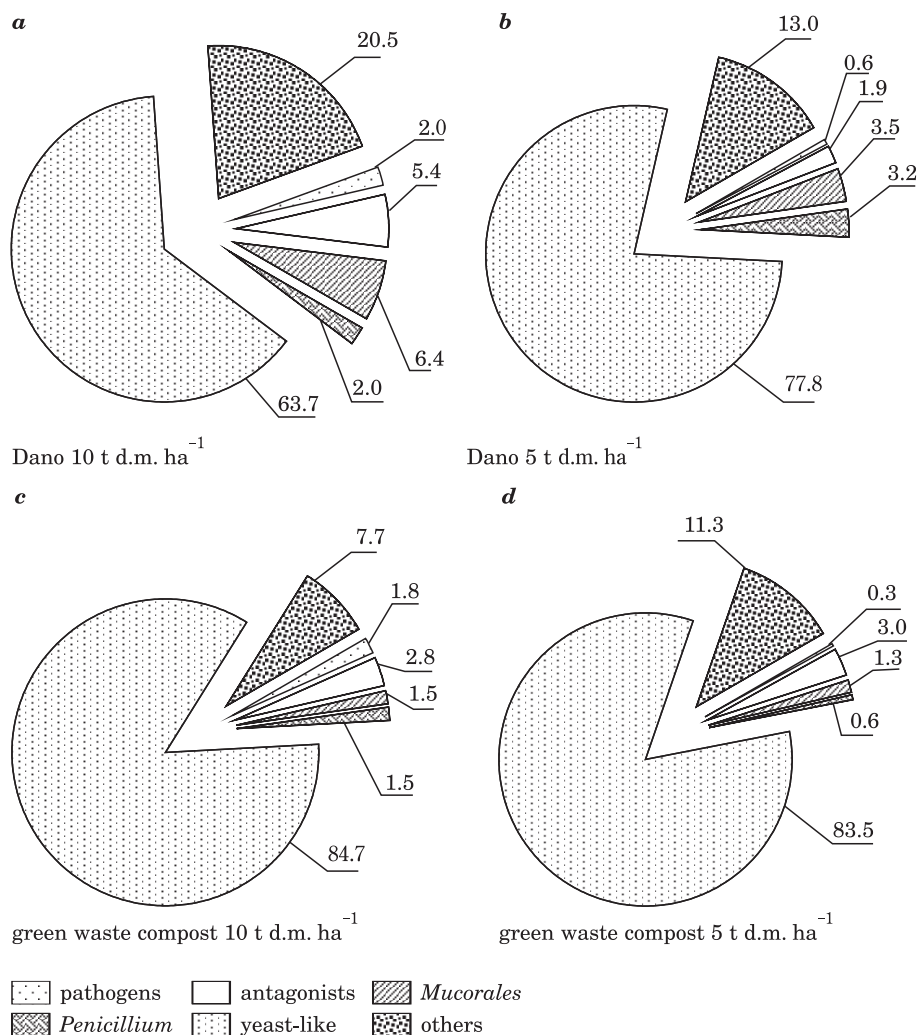 a
20.5
2.0
5.4
6.4
2.0
63.7
Dano 10 t d.m. ha⁻¹
b
13.0
0.6
1.9
3.5
3.2
77.8
Dano 5 t d.m. ha⁻¹
c
7.7
1.8
2.8
1.5
1.5
84.7
green waste compost 10 t d.m. ha⁻¹
d
11.3
0.3
3.0
1.3
0.6
83.5
green waste compost 5 t d.m. ha⁻¹
pathogens antagonists Mucorales
Penicillium yeast-like others